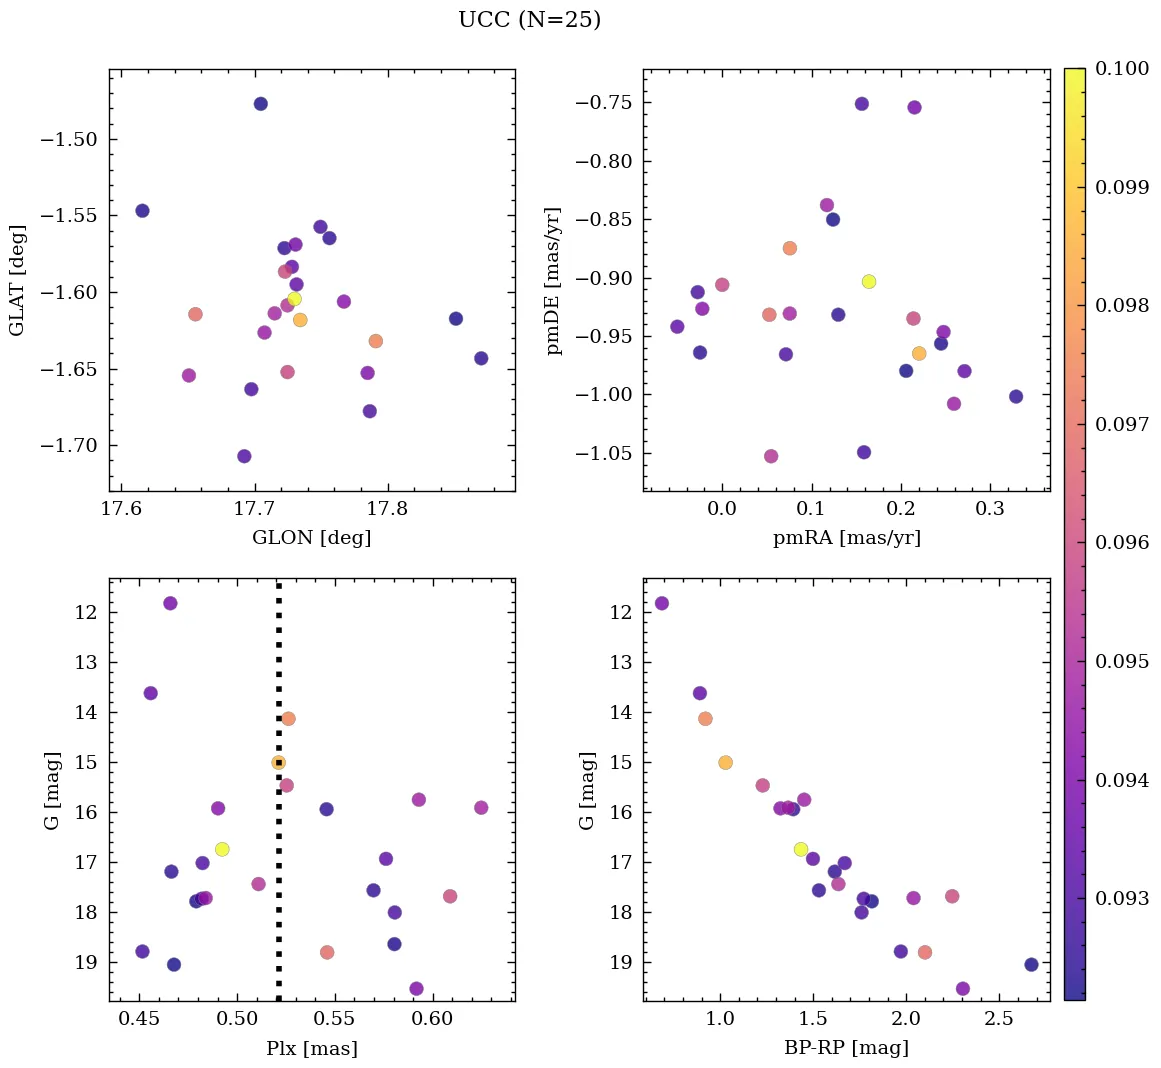 UCC (N=25)
−1.50
−1.55
−1.60
−1.65
−1.70
GLAT [deg]
17.6 17.7 17.8
GLON [deg]
−0.75
−0.80
−0.85
−0.90
−0.95
−1.00
−1.05
pmDE [mas/yr]
0.0 0.1 0.2 0.3
pmRA [mas/yr]
12
13
14
15
16
17
18
19
G [mag]
0.45 0.50 0.55 0.60
Plx [mas]
12
13
14
15
16
17
18
19
G [mag]
1.0 1.5 2.0 2.5
BP-RP [mag]
0.100
0.099
0.098
0.097
0.096
0.095
0.094
0.093